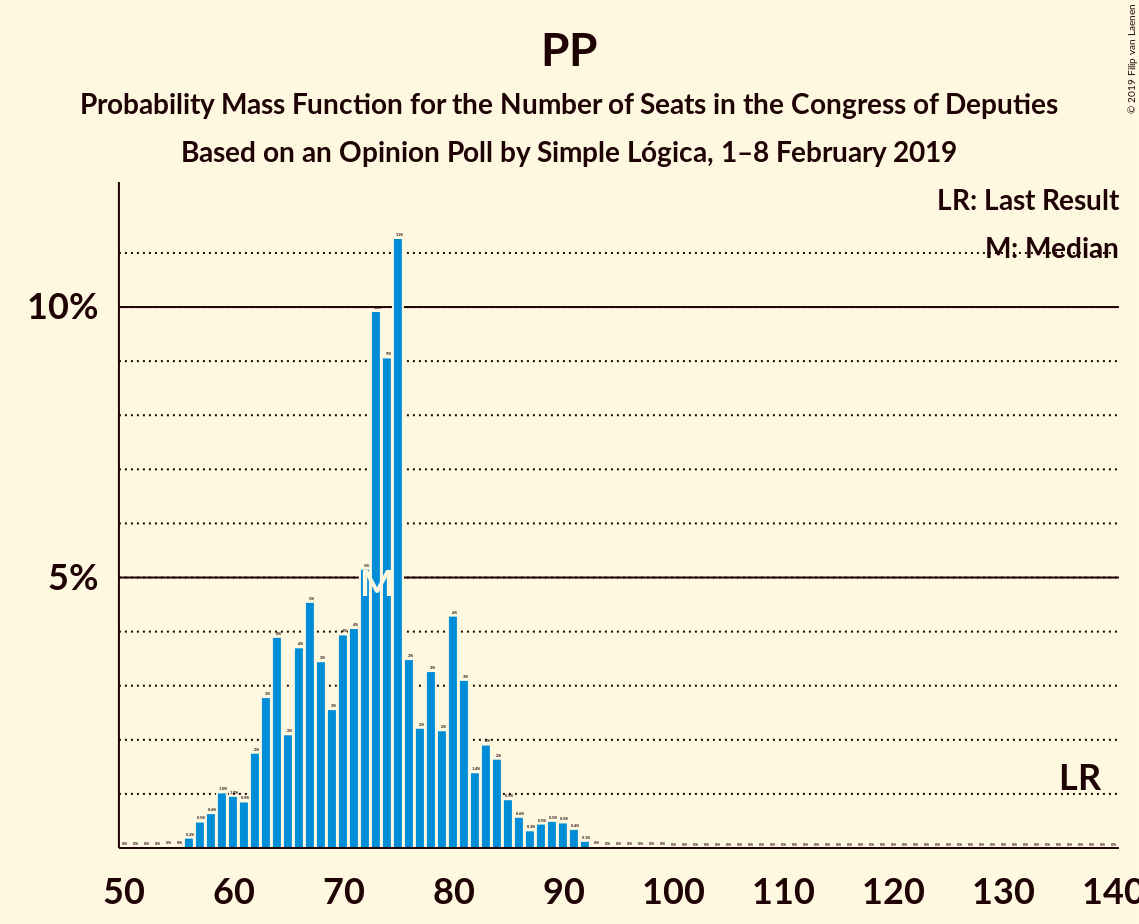 PP
Probability Mass Function for the Number of Seats in the Congress of Deputies
Based on an Opinion Poll by Simple Lógica, 1–8 February 2019
© 2019 Filip van Laenen
LR: Last Result
M: Median
10%
5%
M
LR
50 60 70 80 90 100 110 120 130 140